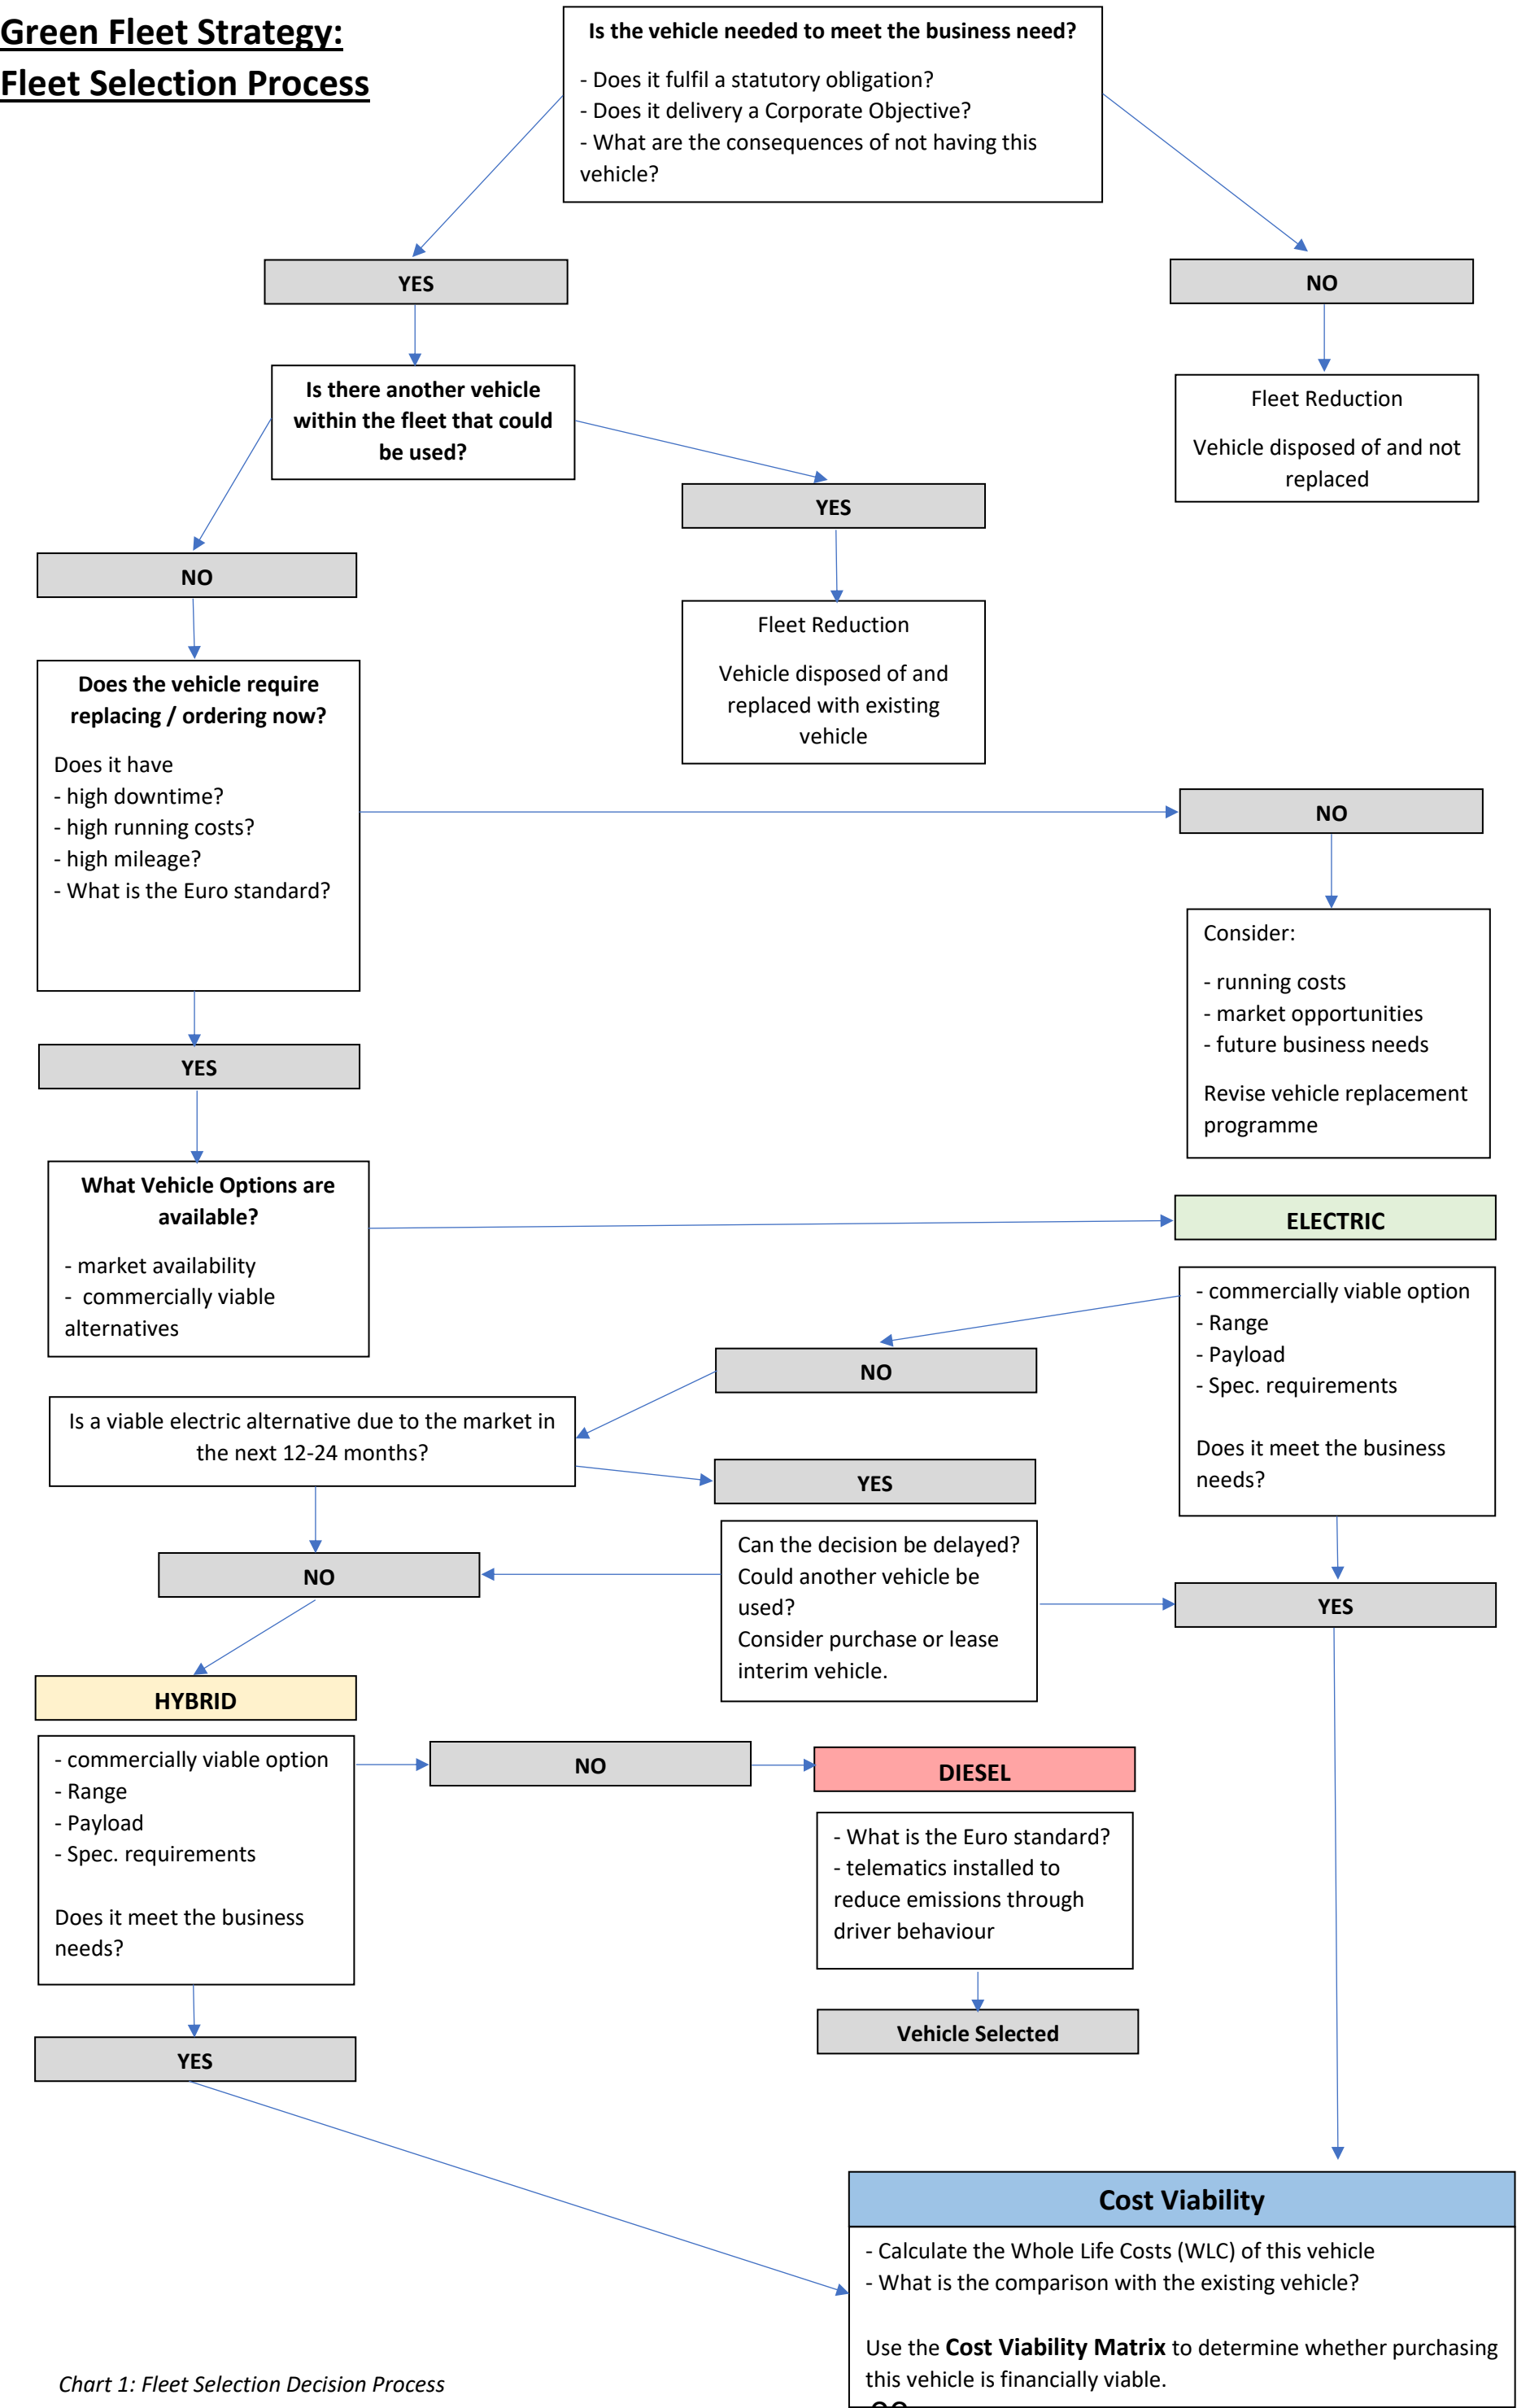 Green Fleet Strategy:
Fleet Selection Process
Is the vehicle needed to meet the business need?
- Does it fulfil a statutory obligation?
- Does it delivery a Corporate Objective?
- What are the consequences of not having this
vehicle?
YES
NO
Is there another vehicle
within the fleet that could
be used?
Fleet Reduction
Vehicle disposed of and not
replaced
YES
NO
Fleet Reduction
Vehicle disposed of and
replaced with existing
vehicle
Does the vehicle require
replacing / ordering now?
Does it have
- high downtime?
- high running costs?
- high mileage?
- What is the Euro standard?
NO
Consider:
- running costs
- market opportunities
- future business needs
Revise vehicle replacement
programme
YES
What Vehicle Options are
available?
- market availability
- commercially viable
alternatives
ELECTRIC
- commercially viable option
- Range
- Payload
- Spec. requirements
Does it meet the business
needs?
NO
Is a viable electric alternative due to the market in
the next 12-24 months?
YES
Can the decision be delayed?
Could another vehicle be
used?
Consider purchase or lease
interim vehicle.
NO
YES
HYBRID
- commercially viable option
- Range
- Payload
- Spec. requirements
Does it meet the business
needs?
NO
DIESEL
- What is the Euro standard?
- telematics installed to
reduce emissions through
driver behaviour
Vehicle Selected
YES
Cost Viability
- Calculate the Whole Life Costs (WLC) of this vehicle
- What is the comparison with the existing vehicle?
Use the Cost Viability Matrix to determine whether purchasing
this vehicle is financially viable.
Chart 1: Fleet Selection Decision Process